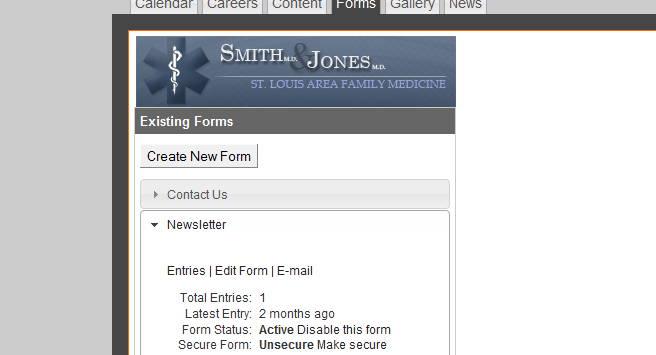 Calendar Careers Content Forms Gallery News
SMITH M.D. & JONES M.D.
ST. LOUIS AREA FAMILY MEDICINE
Existing Forms
Create New Form
Contact Us
Newsletter
Entries | Edit Form | E-mail
Total Entries: 1
Latest Entry: 2 months ago
Form Status: Active Disable this form
Secure Form: Unsecure Make secure